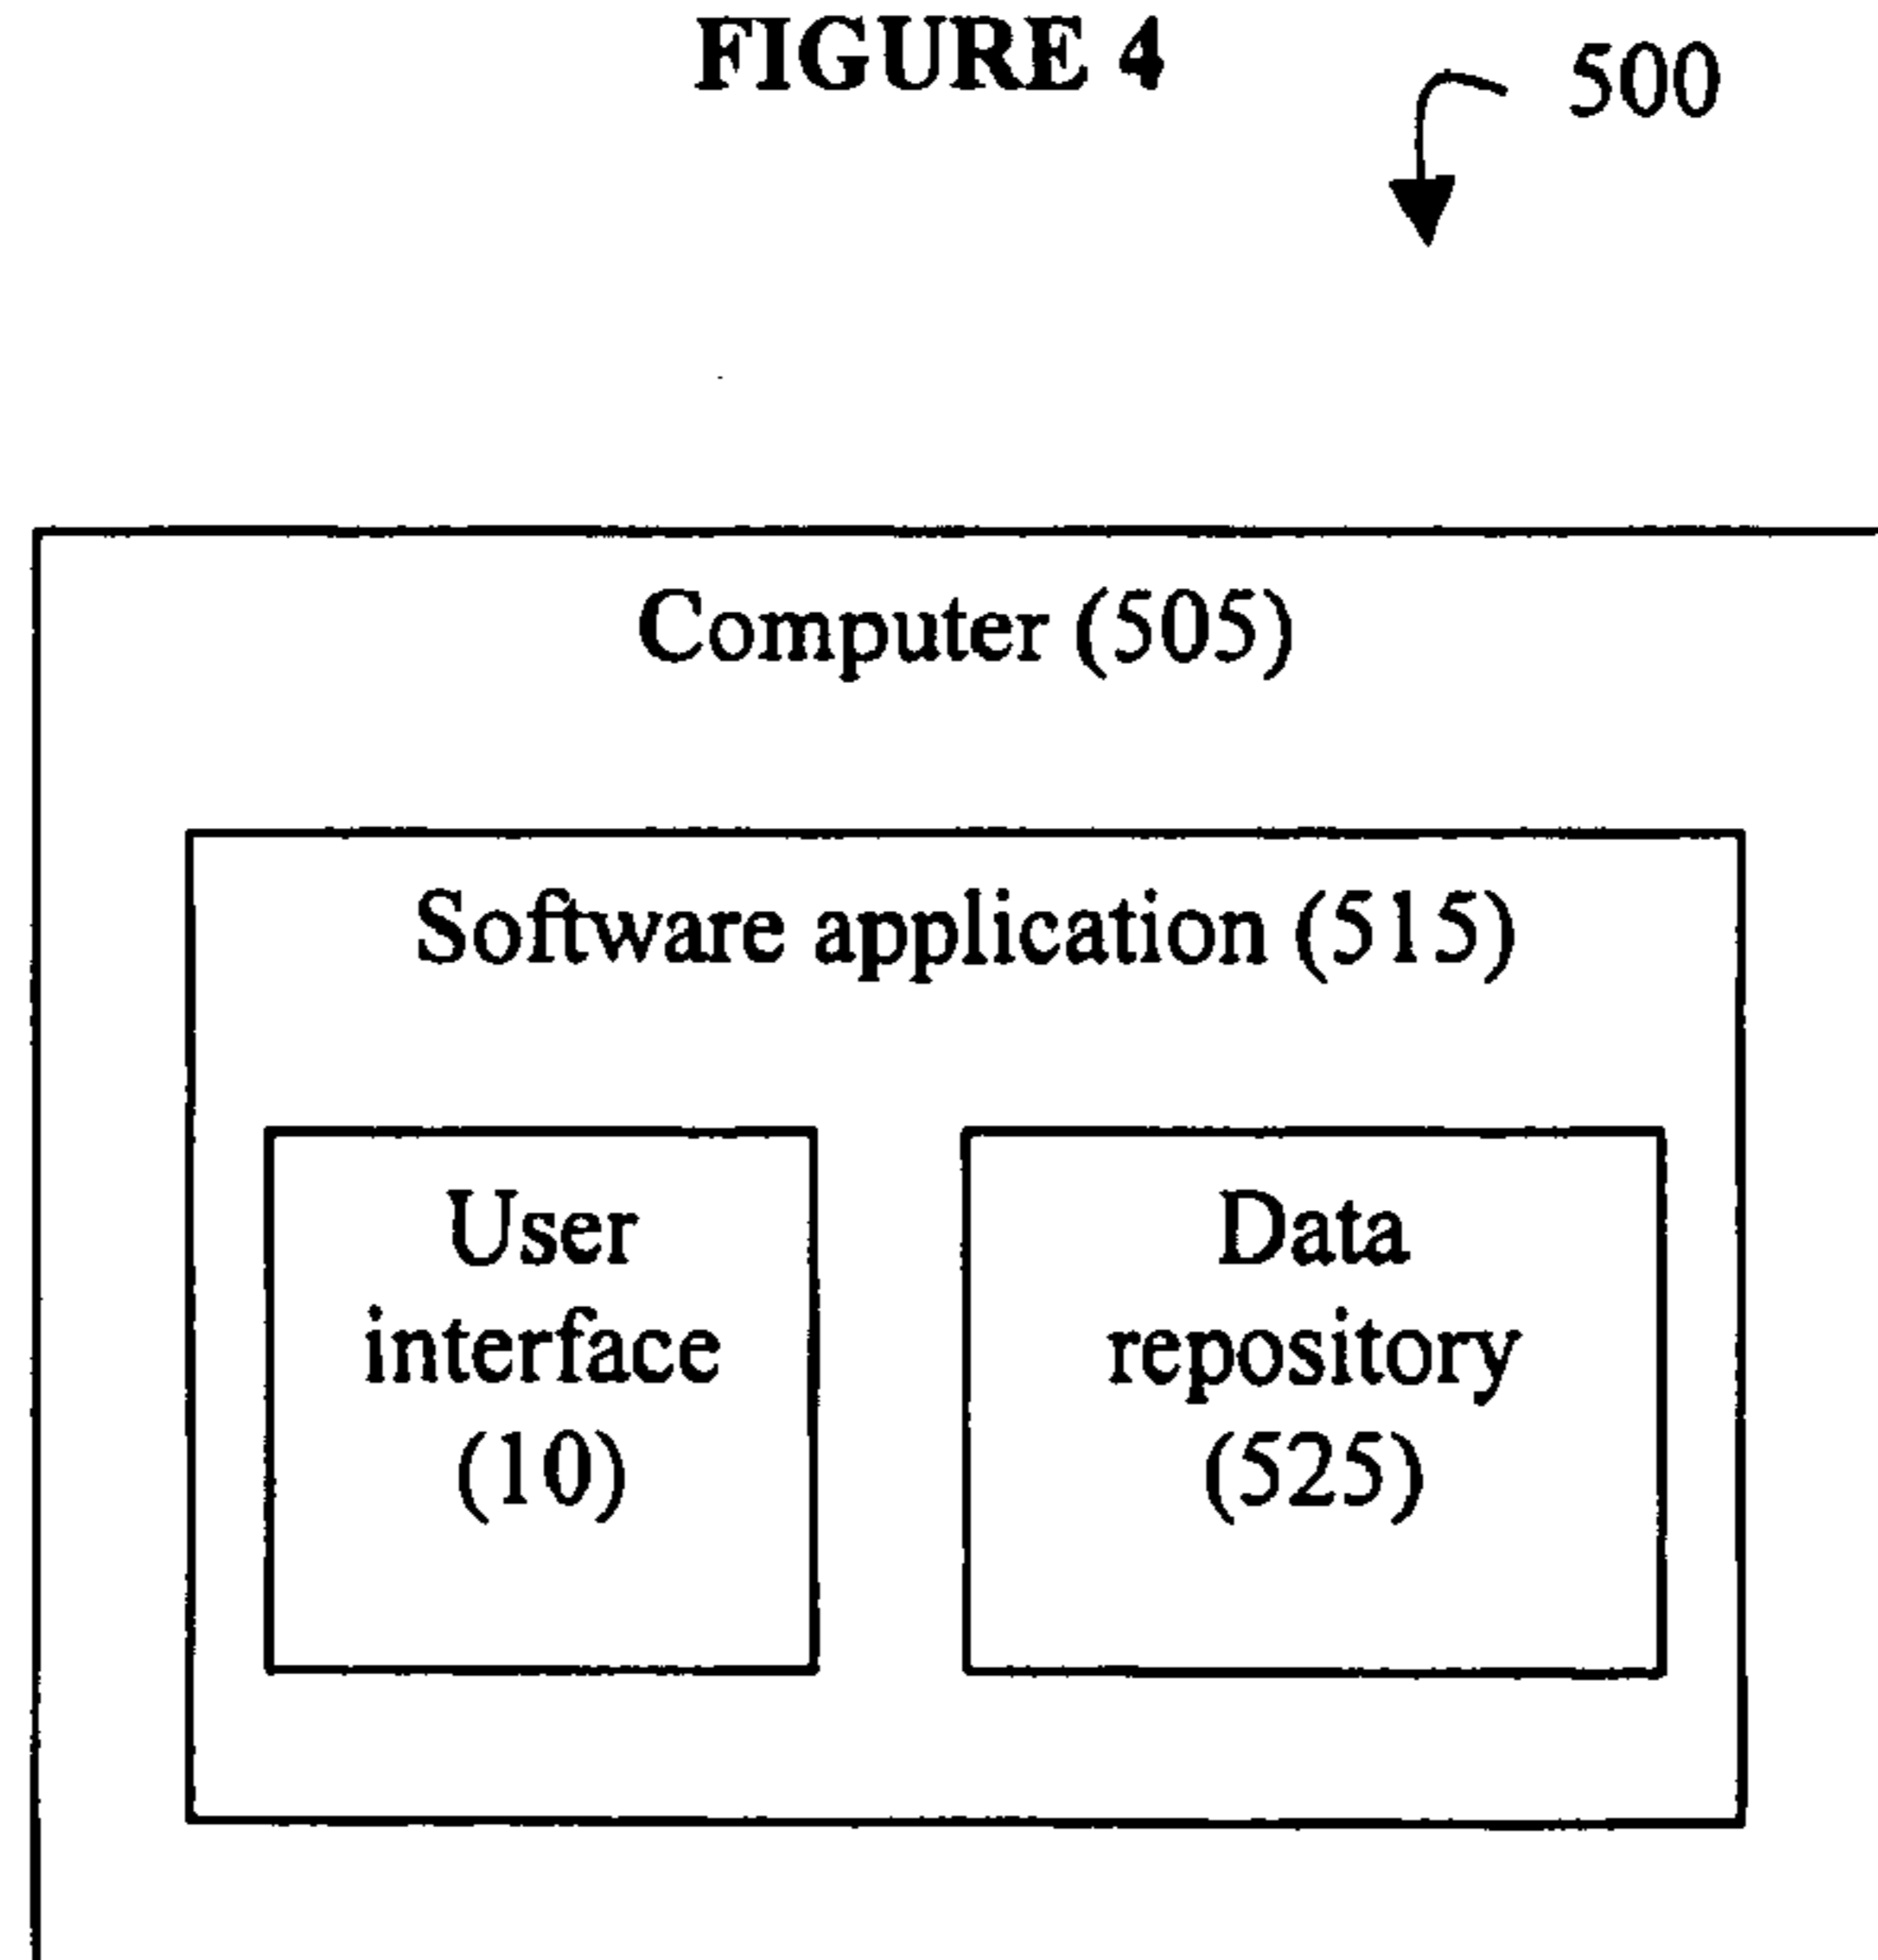 FIGURE 4
500
Computer (505)
Software application (515)
User
interface
(10)
Data
repository
(525)